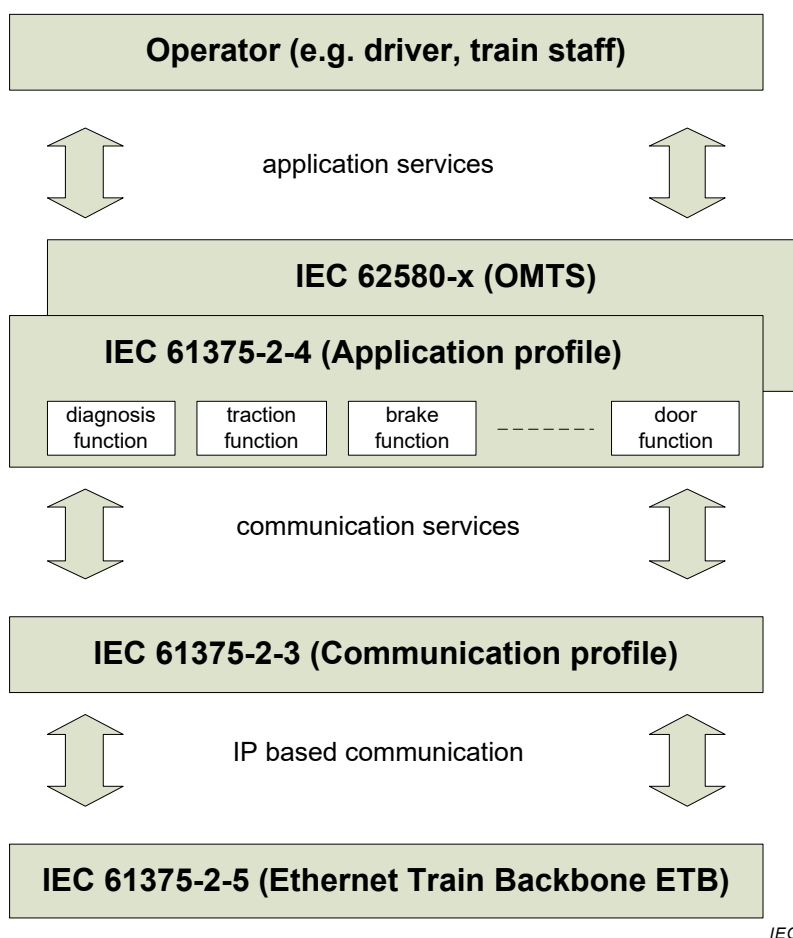 Operator (e.g. driver, train staff)
application services
IEC 62580-x (OMTS)
IEC 61375-2-4 (Application profile)
diagnosis
function
traction
function
brake
function
door
function
communication services
IEC 61375-2-3 (Communication profile)
IP based communication
IEC 61375-2-5 (Ethernet Train Backbone ETB)
IEC